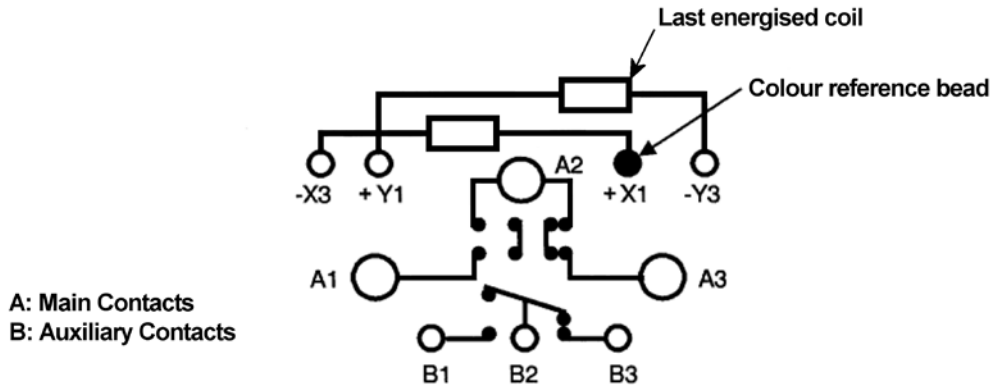 Last energised coil
Colour reference bead
-X3
+ Y1
A2
+ X1
-Y3
A1
A3
A: Main Contacts
B: Auxiliary Contacts
B1
B2
B3